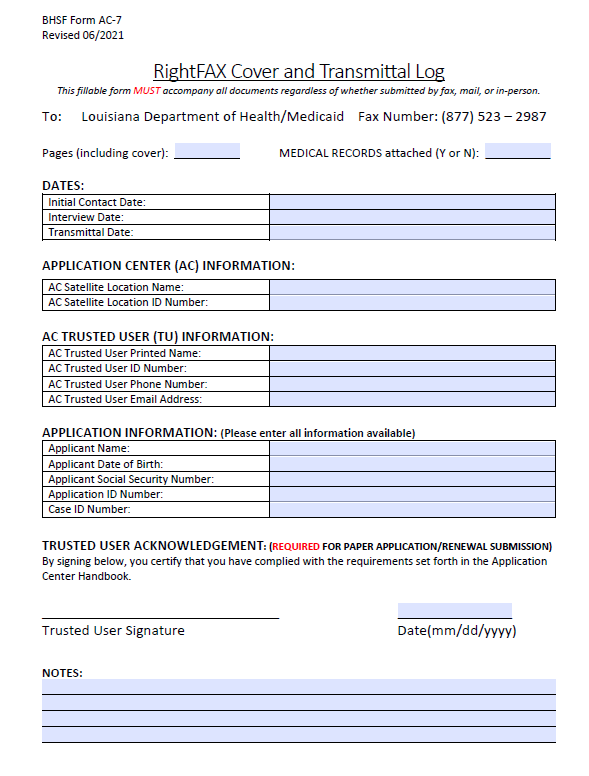 BHSF Form AC-7
Revised 06/2021
RightFAX Cover and Transmittal Log
This fillable form MUST accompany all documents regardless of whether submitted by fax, mail, or in-person.
To: Louisiana Department of Health/Medicaid Fax Number: (877) 523 – 2987
Pages (including cover): MEDICAL RECORDS attached (Y or N):
DATES:
Initial Contact Date:
Interview Date:
Transmittal Date:
APPLICATION CENTER (AC) INFORMATION:
AC Satellite Location Name:
AC Satellite Location ID Number:
AC TRUSTED USER (TU) INFORMATION:
AC Trusted User Printed Name:
AC Trusted User ID Number:
AC Trusted User Phone Number:
AC Trusted User Email Address:
APPLICATION INFORMATION: (Please enter all information available)
Applicant Name:
Applicant Date of Birth:
Applicant Social Security Number:
Application ID Number:
Case ID Number:
TRUSTED USER ACKNOWLEDGEMENT: (REQUIRED FOR PAPER APPLICATION/RENEWAL SUBMISSION)
By signing below, you certify that you have complied with the requirements set forth in the Application
Center Handbook.
Trusted User Signature Date(mm/dd/yyyy)
NOTES: